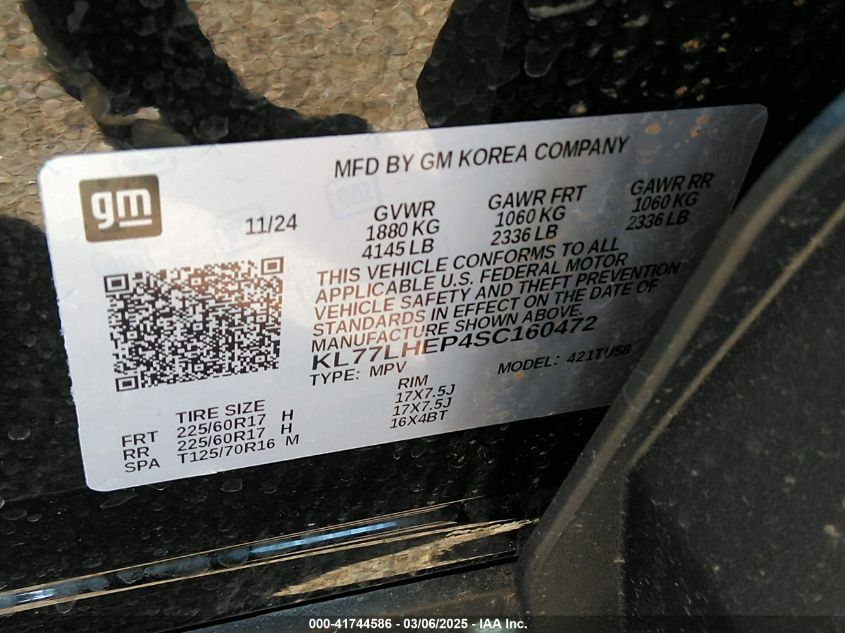 MFD BY GM KOREA COMPANY
gm
11/24
GVWR
1880 KG
4145 LB
GAWR FRT
1060 KG
2336 LB
GAWR RR
1060 KG
2336 LB
THIS VEHICLE CONFORMS TO ALL
APPLICABLE U.S. FEDERAL MOTOR
VEHICLE SAFETY AND THEFT PREVENTION
STANDARDS IN EFFECT ON THE DATE OF
MANUFACTURE SHOWN ABOVE.
KL77LHEP4SC160472
TYPE: MPV MODEL: 421TU58
TIRE SIZE RIM
FRT 225/60R17 H 17X7.5J
RR 225/60R17 H 17X7.5J
SPA T125/70R16 M 16X4BT
000-41744586 - 03/06/2025 - IAA Inc.